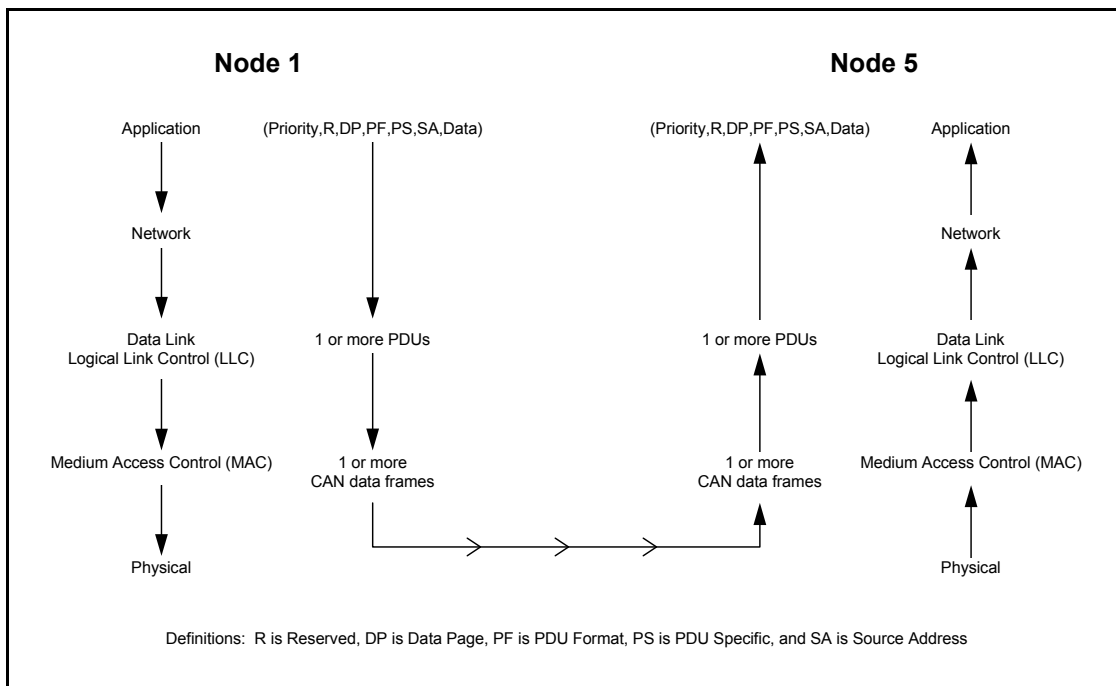 Node 1
Node 5
Application
(Priority,R,DP,PF,PS,SA,Data)
(Priority,R,DP,PF,PS,SA,Data)
Application
Network
Network
Data Link
Logical Link Control (LLC)
1 or more PDUs
1 or more PDUs
Data Link
Logical Link Control (LLC)
Medium Access Control (MAC)
1 or more
CAN data frames
1 or more
CAN data frames
Medium Access Control (MAC)
Physical
Physical
Definitions: R is Reserved, DP is Data Page, PF is PDU Format, PS is PDU Specific, and SA is Source Address